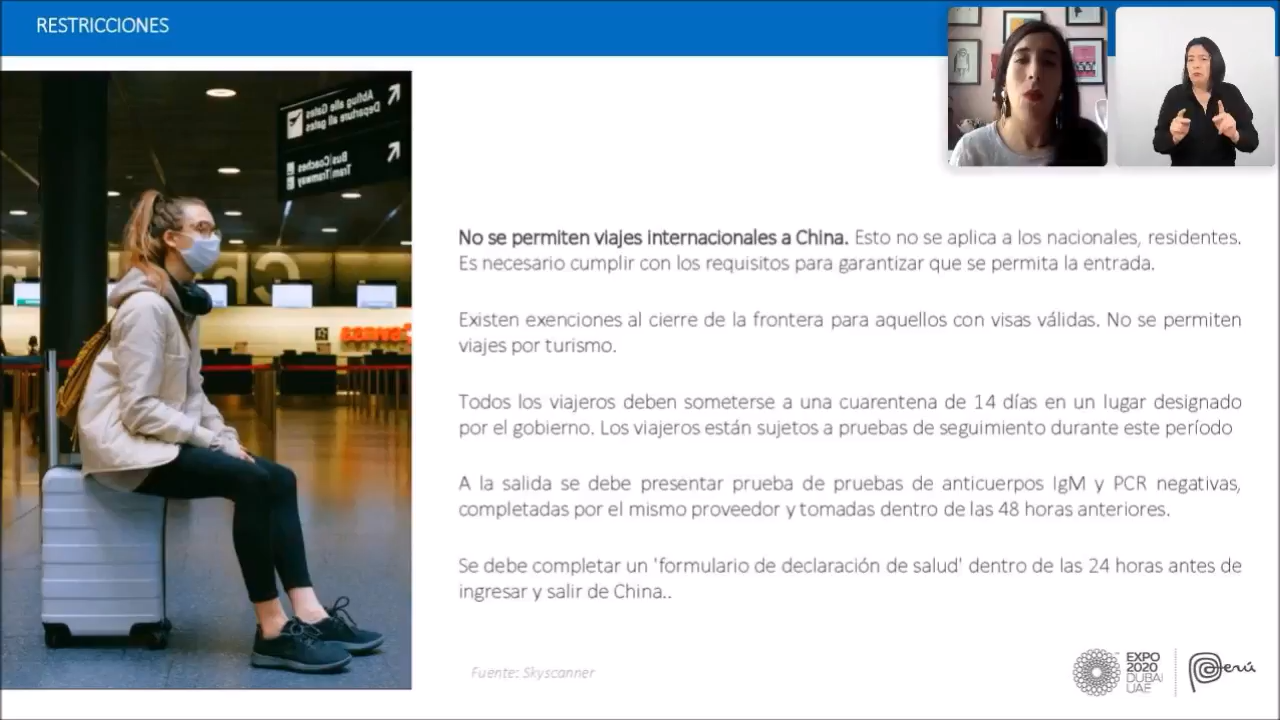 RESTRICCIONES
Abflug alle Gates
Departure all gates
Bus/Coaches
Tram/Tramway
No se permiten viajes internacionales a China. Esto no se aplica a los nacionales, residentes.
Es necesario cumplir con los requisitos para garantizar que se permita la entrada.
Existen exenciones al cierre de la frontera para aquellos con visas válidas. No se permiten
viajes por turismo.
Todos los viajeros deben someterse a una cuarentena de 14 días en un lugar designado
por el gobierno. Los viajeros están sujetos a pruebas de seguimiento durante este período
A la salida se debe presentar prueba de pruebas de anticuerpos IgM y PCR negativas,
completadas por el mismo proveedor y tomadas dentro de las 48 horas anteriores.
Se debe completar un 'formulario de declaración de salud' dentro de las 24 horas antes de
ingresar y salir de China..
Fuente: Skyscanner
EXPO
2020
DUBAI
UAE
Perú